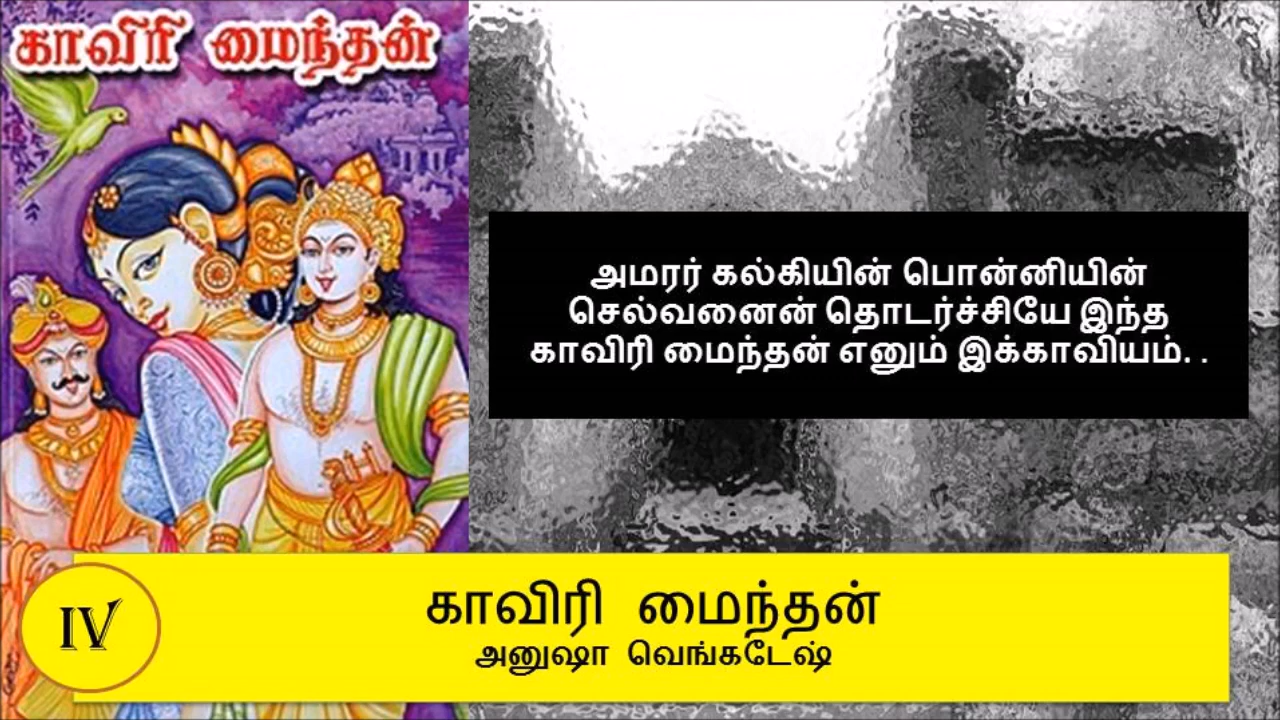 காவிரி மைந்தன்
அமரர் கல்கியின் பொன்னியின்
செல்வனைன் தொடர்ச்சியே இந்த
காவிரி மைந்தன் எனும் இக்காவியம். .
காவிரி மைந்தன்
IV
அனுஷா வெங்கடேஷ்